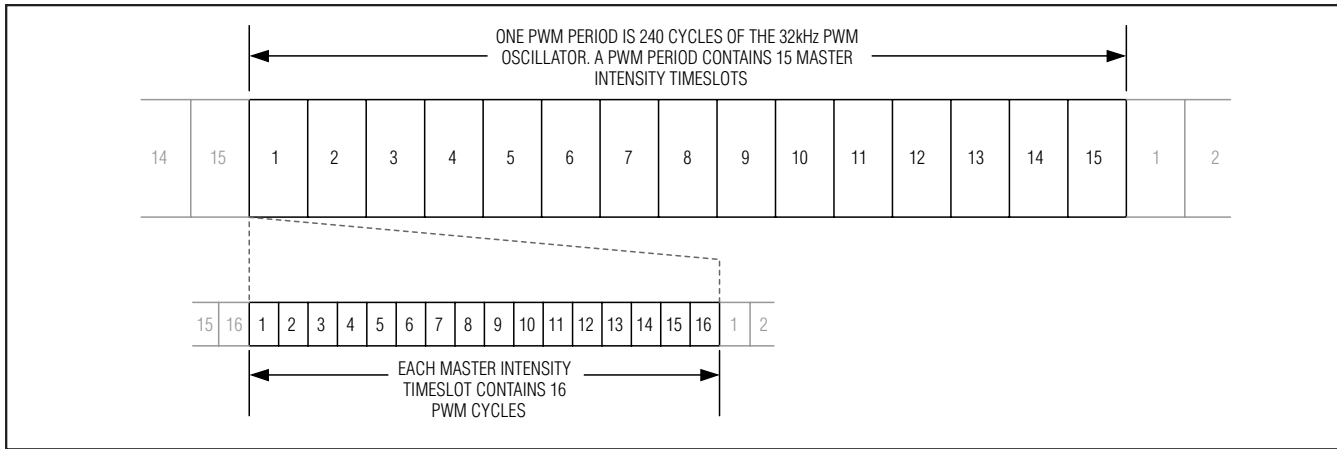 ONE PWM PERIOD IS 240 CYCLES OF THE 32kHz PWM
OSCILLATOR. A PWM PERIOD CONTAINS 15 MASTER
INTENSITY TIMESLOTS
14 15 1 2 3 4 5 6 7 8 9 10 11 12 13 14 15 1 2
15 16 1 2 3 4 5 6 7 8 9 10 11 12 13 14 15 16 1 2
EACH MASTER INTENSITY
TIMESLOT CONTAINS 16
PWM CYCLES